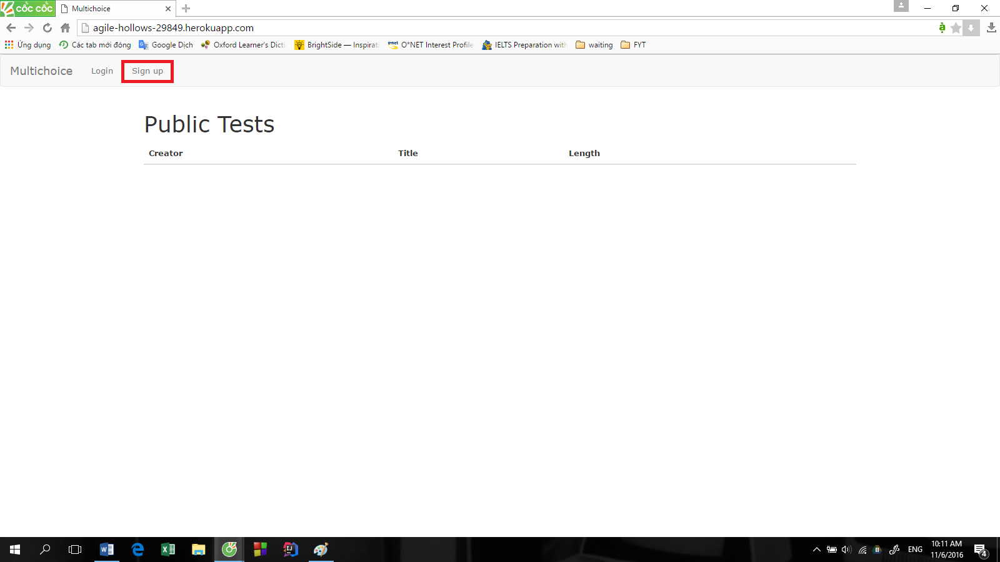 cốc cốc Multichoice
agile-hollows-29849.herokuapp.com
Ứng dụng Các tab mới đóng Google Dịch Oxford Learner's Dicti BrightSide — Inspirati O*NET Interest Profile IELTS Preparation with waiting FYT
Multichoice Login Sign up
Public Tests
Creator Title Length
ENG 10:11 AM
11/6/2016
4